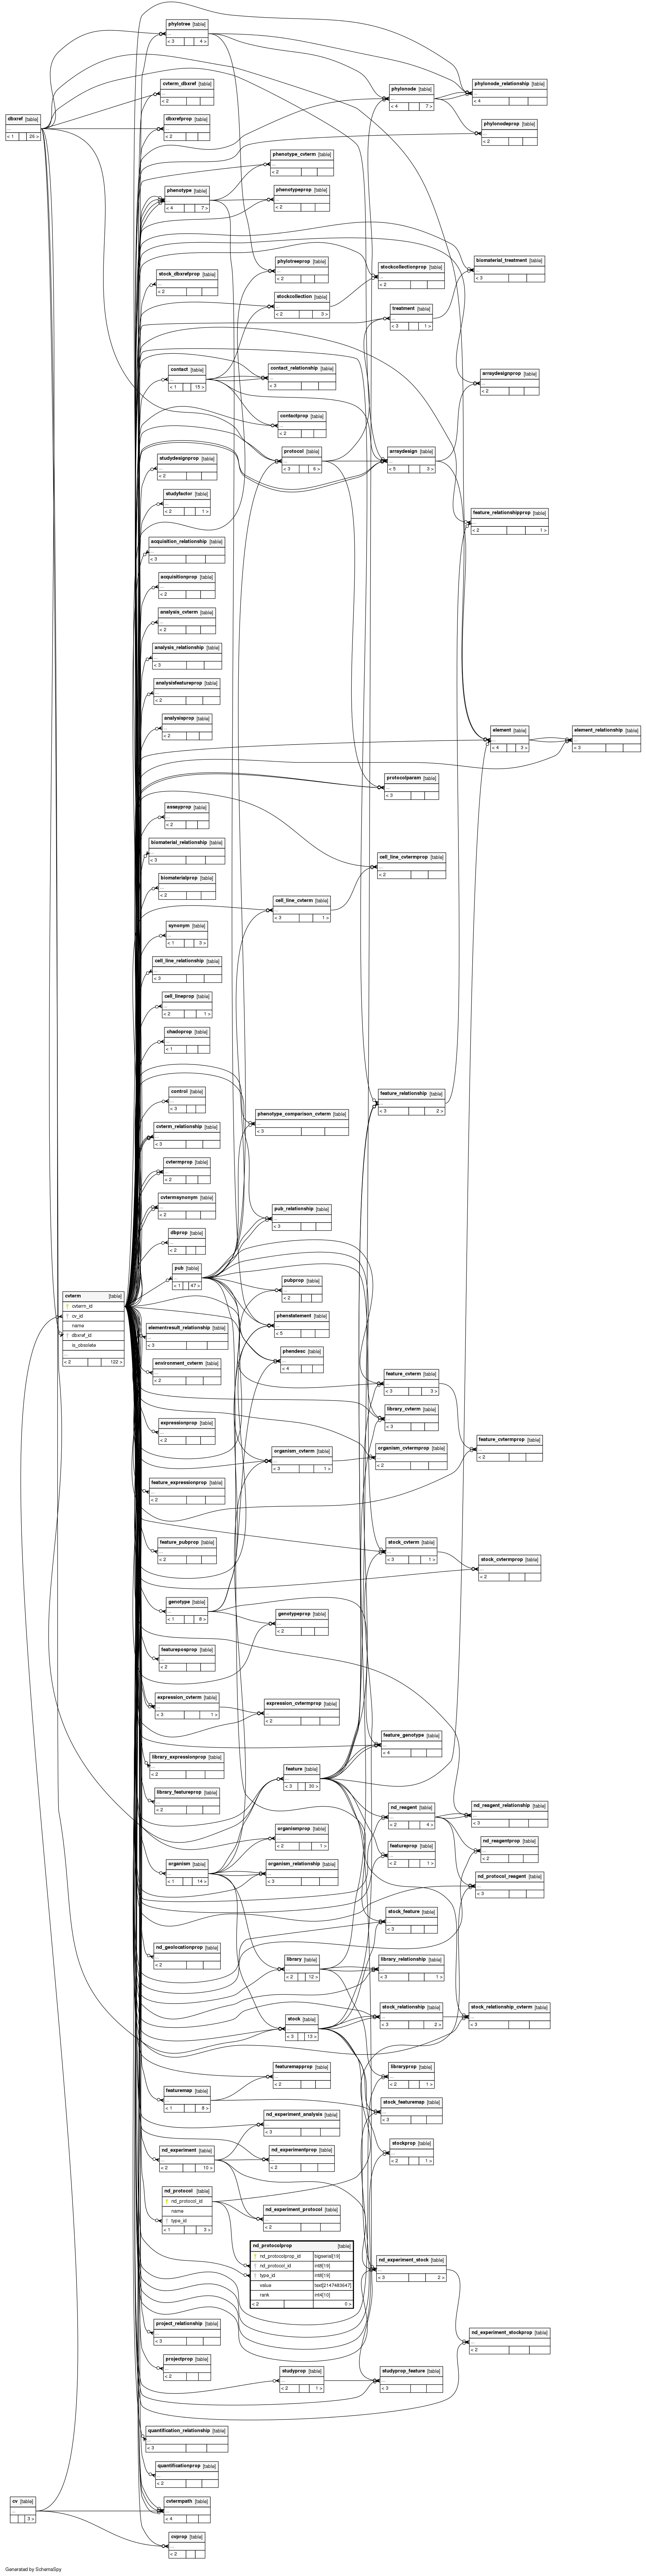 phylotree [table]
...
< 3 4 >
cvterm_dbxref [table]
...
< 2
phylonode [table]
...
< 4 7 >
phylonode_relationship [table]
...
< 4
dbxref [table]
...
< 1 26 >
dbxrefprop [table]
...
< 2
phylonodeprop [table]
...
< 2
phenotype_cvterm [table]
...
< 2
phenotype [table]
...
< 4 7 >
phenotypeprop [table]
...
< 2
phylotreeprop [table]
...
< 2
stock_dbxrefprop [table]
...
< 2
stockcollectionprop [table]
...
< 2
biomaterial_treatment [table]
...
< 3
stockcollection [table]
...
< 2 3 >
treatment [table]
...
< 3 1 >
contact [table]
...
< 1 15 >
contact_relationship [table]
...
< 3
arraydesignprop [table]
...
< 2
contactprop [table]
...
< 2
protocol [table]
...
< 3 6 >
arraydesign [table]
...
< 5 3 >
studydesignprop [table]
...
< 2
studyfactor [table]
...
< 2 1 >
feature_relationshipprop [table]
...
< 2 1 >
acquisition_relationship [table]
...
< 3
acquisitionprop [table]
...
< 2
analysis_cvterm [table]
...
< 2
analysis_relationship [table]
...
< 3
analysisfeatureprop [table]
...
< 2
analysisprop [table]
...
< 2
element [table]
...
< 4 3 >
element_relationship [table]
...
< 3
protocolparam [table]
...
< 3
assayprop [table]
...
< 2
biomaterial_relationship [table]
...
< 3
cell_line_cvtermprop [table]
...
< 2
biomaterialprop [table]
...
< 2
cell_line_cvterm [table]
...
< 3 1 >
synonym [table]
...
< 1 3 >
cell_line_relationship [table]
...
< 3
cell_lineprop [table]
...
< 2 1 >
chadoprop [table]
...
< 1
control [table]
...
< 3
feature_relationship [table]
...
< 3 2 >
phenotype_comparison_cvterm [table]
...
< 3
cvterm_relationship [table]
...
< 3
cvtermprop [table]
...
< 2
cvtermsynonym [table]
...
< 2
pub_relationship [table]
...
< 3
dbprop [table]
...
< 2
pub [table]
...
< 1 47 >
pubprop [table]
...
< 2
cvterm [table]
cvterm_id
cv_id
name
dbxref_id
is_obsolete
...
< 2 122 >
phenstatement [table]
...
< 5
elementresult_relationship [table]
...
< 3
phendesc [table]
...
< 4
environment_cvterm [table]
...
< 2
feature_cvterm [table]
...
< 3 3 >
library_cvterm [table]
...
< 3
expressionprop [table]
...
< 2
feature_cvtermprop [table]
...
< 2
organism_cvterm [table]
...
< 3 1 >
organism_cvtermprop [table]
...
< 2
feature_expressionprop [table]
...
< 2
feature_pubprop [table]
...
< 2
stock_cvterm [table]
...
< 3 1 >
stock_cvtermprop [table]
...
< 2
genotype [table]
...
< 1 8 >
genotypeprop [table]
...
< 2
featureposprop [table]
...
< 2
expression_cvterm [table]
...
< 3 1 >
expression_cvtermprop [table]
...
< 2
feature_genotype [table]
...
< 4
library_expressionprop [table]
...
< 2
feature [table]
...
< 3 30 >
library_featureprop [table]
...
< 2
nd_reagent [table]
...
< 2 4 >
nd_reagent_relationship [table]
...
< 3
organismprop [table]
...
< 2 1 >
featureprop [table]
...
< 2 1 >
nd_reagentprop [table]
...
< 2
organism [table]
...
< 1 14 >
organism_relationship [table]
...
< 3
nd_protocol_reagent [table]
...
< 3
stock_feature [table]
...
< 3
nd_geolocationprop [table]
...
< 2
library [table]
...
< 2 12 >
library_relationship [table]
...
< 3 1 >
stock [table]
...
< 3 13 >
stock_relationship [table]
...
< 3 2 >
stock_relationship_cvterm [table]
...
< 3
featuremapprop [table]
...
< 2
libraryprop [table]
...
< 2 1 >
featuremap [table]
...
< 1 8 >
stock_featuremap [table]
...
< 3
nd_experiment_analysis [table]
...
< 3
nd_experiment [table]
...
< 2 10 >
nd_experimentprop [table]
...
< 2
stockprop [table]
...
< 2 1 >
nd_protocol [table]
nd_protocol_id
name
type_id
< 1 3 >
nd_experiment_protocol [table]
...
< 2
nd_protocolprop [table]
nd_protocolprop_id bigserial[19]
nd_protocol_id int8[19]
type_id int8[19]
value text[2147483647]
rank int4[10]
< 2 0 >
nd_experiment_stock [table]
...
< 3 2 >
project_relationship [table]
...
< 3
nd_experiment_stockprop [table]
...
< 2
projectprop [table]
...
< 2
studyprop [table]
...
< 2 1 >
studyprop_feature [table]
...
< 3
quantification_relationship [table]
...
< 3
quantificationprop [table]
...
< 2
cv [table]
...
3 >
cvtermpath [table]
...
< 4
cvprop [table]
...
< 2
Generated by SchemaSpy